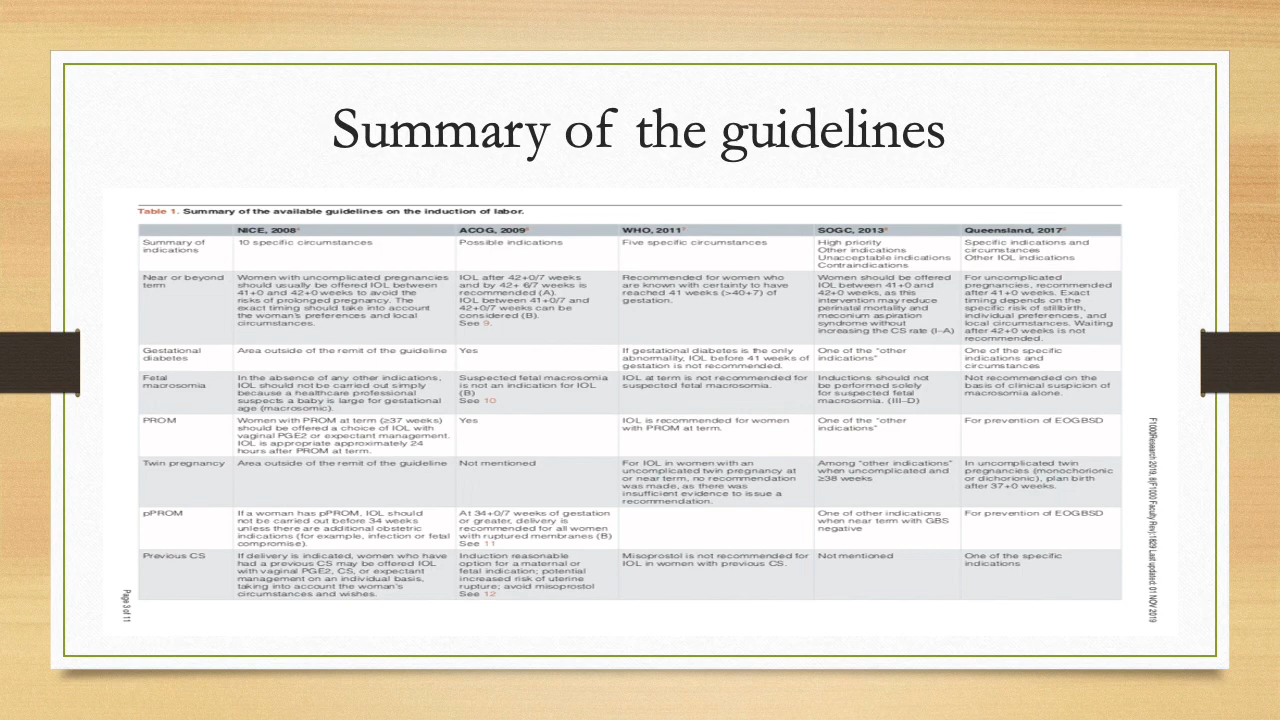 Summary of the guidelines
Table 1. Summary of the available guidelines on the induction of labor.
NICE, 2008
ACOG, 2009
WHO, 2011
SOGC, 2013
Queensland, 2017
Summary of
indications
10 specific circumstances
Possible indications
Five specific circumstances
High priority
Other indications
Unacceptable indications
Contraindications
Specific indications and
circumstances
Other IOL indications
Near or beyond
term
Women with uncomplicated pregnancies
should usually be offered IOL between
41+0 and 42+0 weeks to avoid the
risks of prolonged pregnancy. The
exact timing should take into account
the woman's preferences and local
circumstances.
IOL after 42+0/7 weeks
and by 42+ 6/7 weeks is
recommended (A).
IOL between 41+0/7 and
42+0/7 weeks can be
considered (B).
See 9.
Recommended for women who
are known with certainty to have
reached 41 weeks (>40+7) of
gestation.
Women should be offered
IOL between 41+0 and
42+0 weeks, as this
intervention may reduce
perinatal mortality and
meconium aspiration
syndrome without
increasing the CS rate (I–A)
For uncomplicated
pregnancies, recommended
after 41+0 weeks. Exact
timing depends on the
specific risk of stillbirth,
individual preferences, and
local circumstances. Waiting
after 42+0 weeks is not
recommended.
Gestational
diabetes
Area outside of the remit of the guideline
Yes
If gestational diabetes is the only
abnormality, IOL before 41 weeks of
gestation is not recommended.
One of the "other
indications"
One of the specific
indications and
circumstances
Fetal
macrosomia
In the absence of any other indications,
IOL should not be carried out simply
because a healthcare professional
suspects a baby is large for gestational
age (macrosomic).
Suspected fetal macrosomia
is not an indication for IOL
(B)
See 10
IOL at term is not recommended for
suspected fetal macrosomia.
Inductions should not
be performed solely
for suspected fetal
macrosomia. (III–D)
Not recommended on the
basis of clinical suspicion of
macrosomia alone.
PROM
Women with PROM at term (≥37 weeks)
should be offered a choice of IOL with
vaginal PGE2 or expectant management.
IOL is appropriate approximately 24
hours after PROM at term.
Yes
IOL is recommended for women
with PROM at term.
One of the "other
indications"
For prevention of EOGBSD
Twin pregnancy
Area outside of the remit of the guideline
Not mentioned
For IOL in women with an
uncomplicated twin pregnancy at
or near term, no recommendation
was made, as there was
insufficient evidence to issue a
recommendation.
Among "other indications"
when uncomplicated and
≥38 weeks
In uncomplicated twin
pregnancies (monochorionic
or dichorionic), plan birth
after 37+0 weeks.
pPROM
If a woman has pPROM, IOL should
not be carried out before 34 weeks
unless there are additional obstetric
indications (for example, infection or fetal
compromise).
At 34+0/7 weeks of gestation
or greater, delivery is
recommended for all women
with ruptured membranes (B)
See 11
One of other indications
when near term with GBS
negative
For prevention of EOGBSD
Previous CS
If delivery is indicated, women who have
had a previous CS may be offered IOL
with vaginal PGE2, CS, or expectant
management on an individual basis,
taking into account the woman's
circumstances and wishes.
Induction reasonable
option for a maternal or
fetal indication; potential
increased risk of uterine
rupture; avoid misoprostol
See 12
Misoprostol is not recommended for
IOL in women with previous CS.
Not mentioned
One of the specific
indications
Page 3 of 11
F1000Research 2019, 8(F1000 Faculty Rev):1829 Last updated: 01 NOV 2019